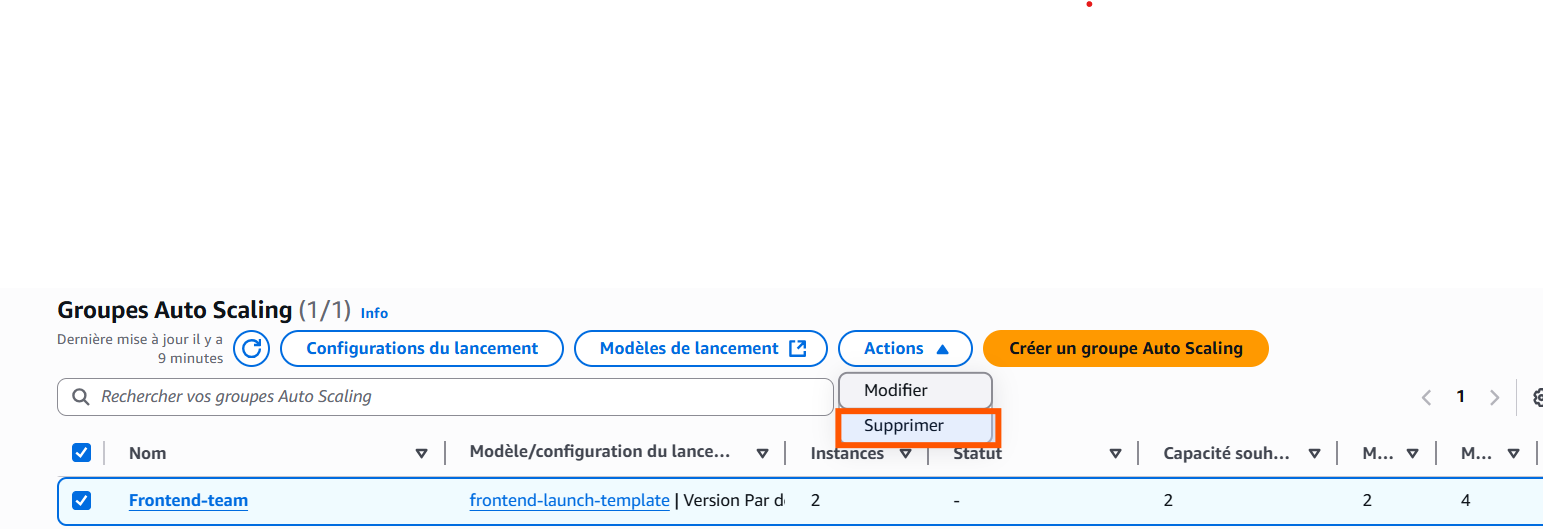 Groupes Auto Scaling (1/1) Info
Dernière mise à jour il y a
9 minutes
Configurations du lancement
Modèles de lancement
Actions
Créer un groupe Auto Scaling
Modifier
Supprimer
Rechercher vos groupes Auto Scaling
1
Nom
Modèle/configuration du lance...
Instances
Statut
Capacité souh...
M...
M...
Frontend-team
frontend-launch-template | Version Par dé
2
-
2
2
4